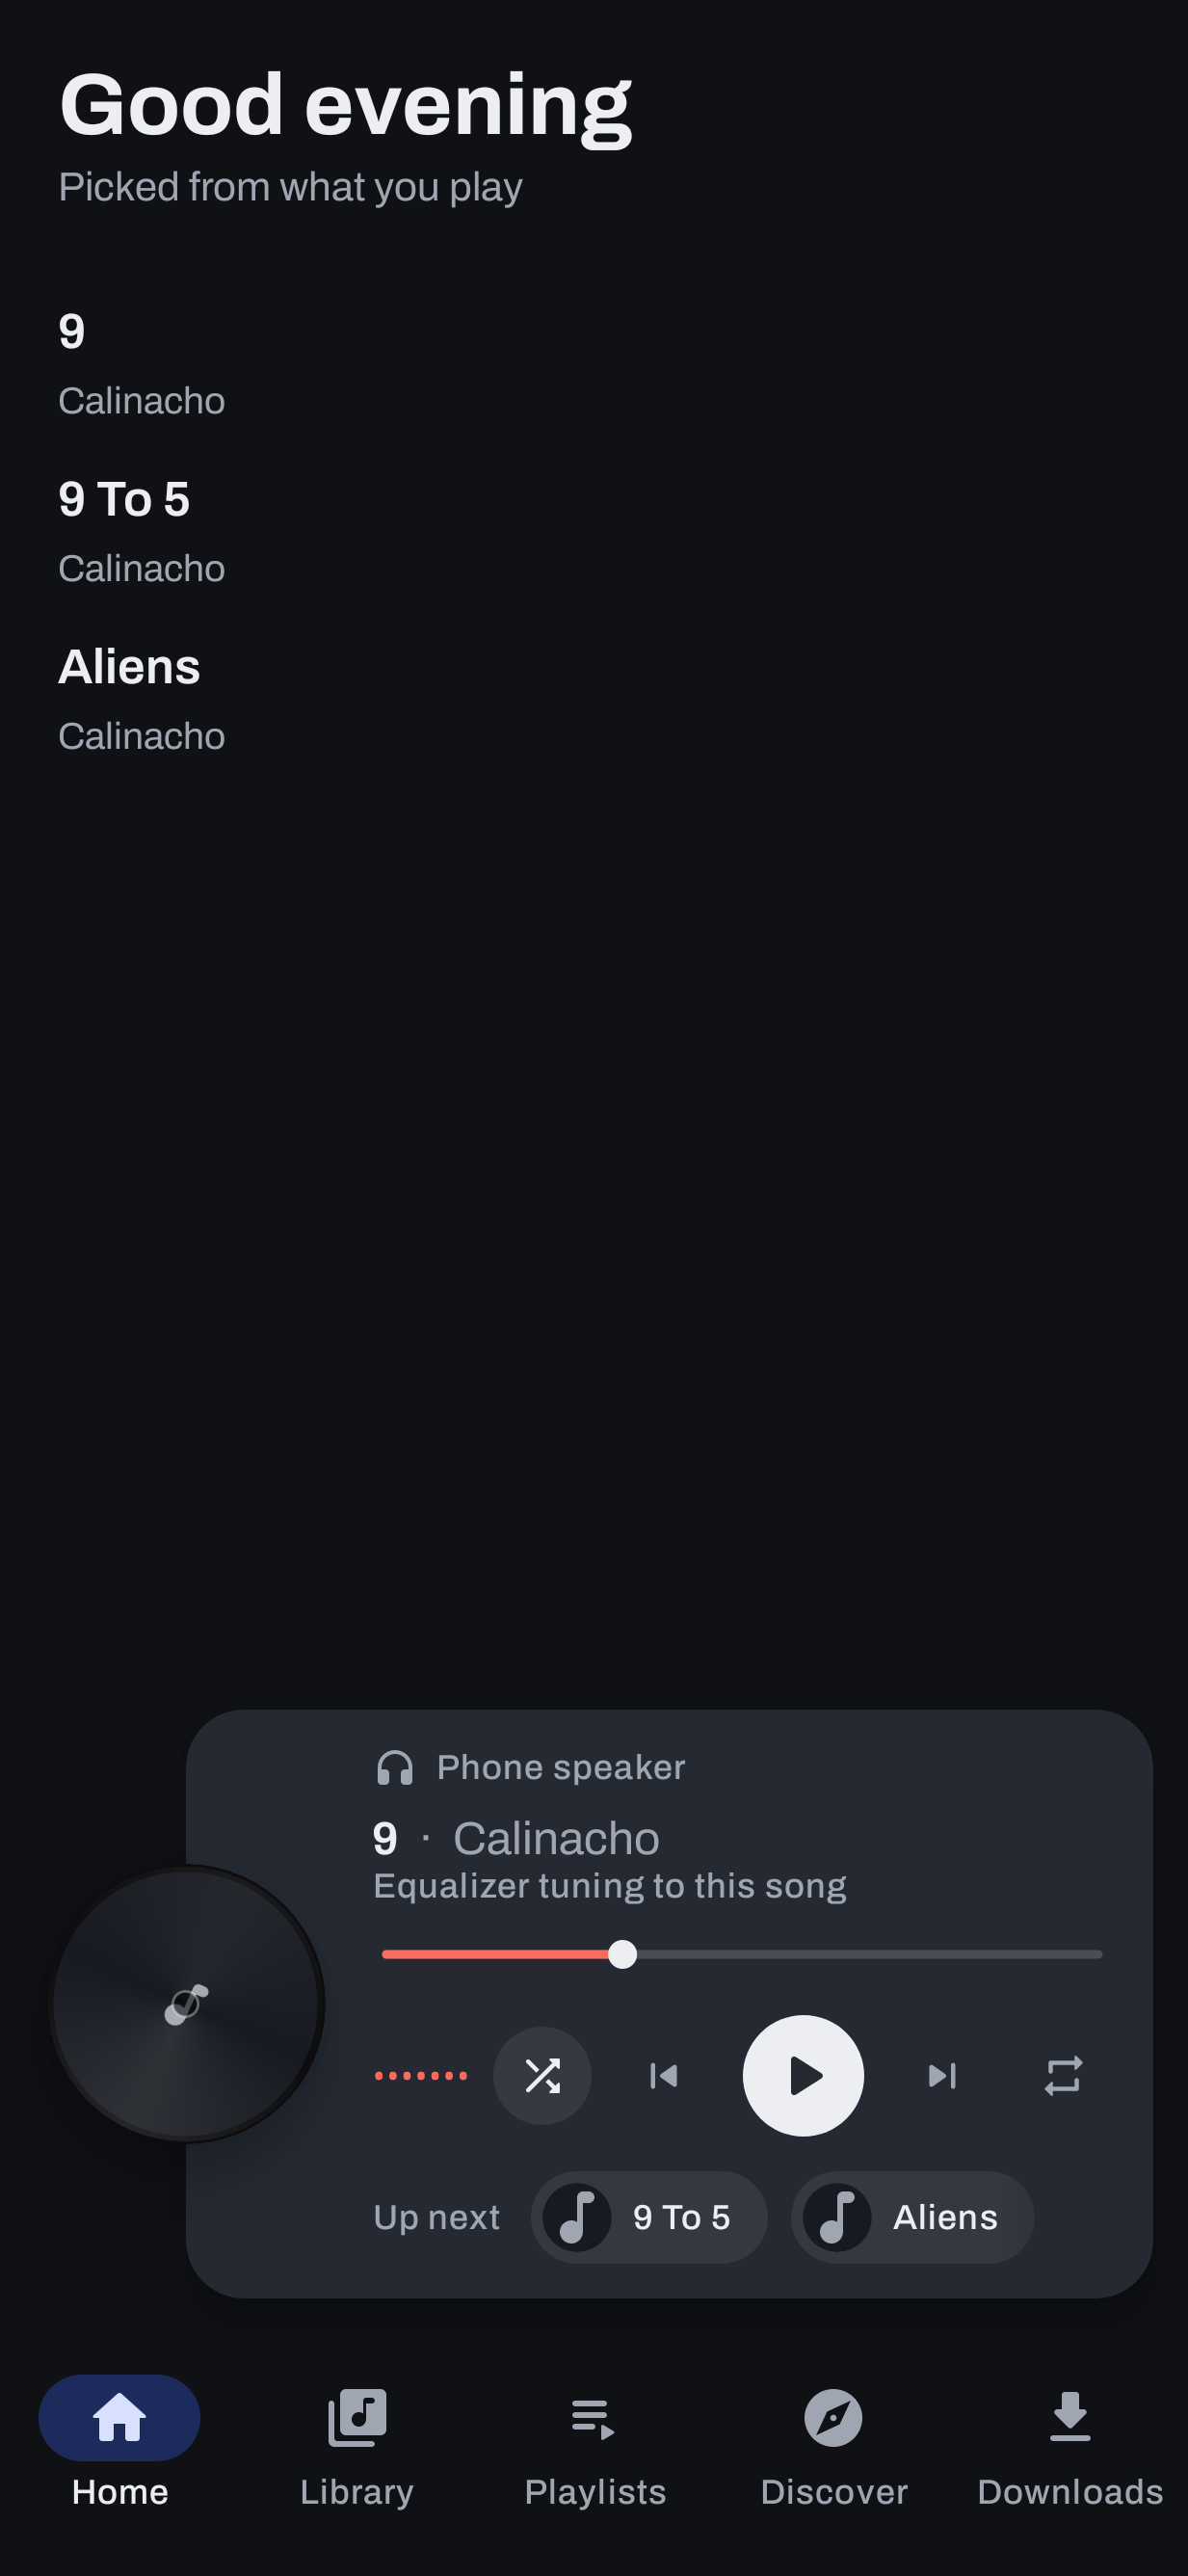 Good evening
Picked from what you play
9
Calinacho
9 To 5
Calinacho
Aliens
Calinacho
Phone speaker
9 · Calinacho
Equalizer tuning to this song
Up next 9 To 5 Aliens
Home Library Playlists Discover Downloads